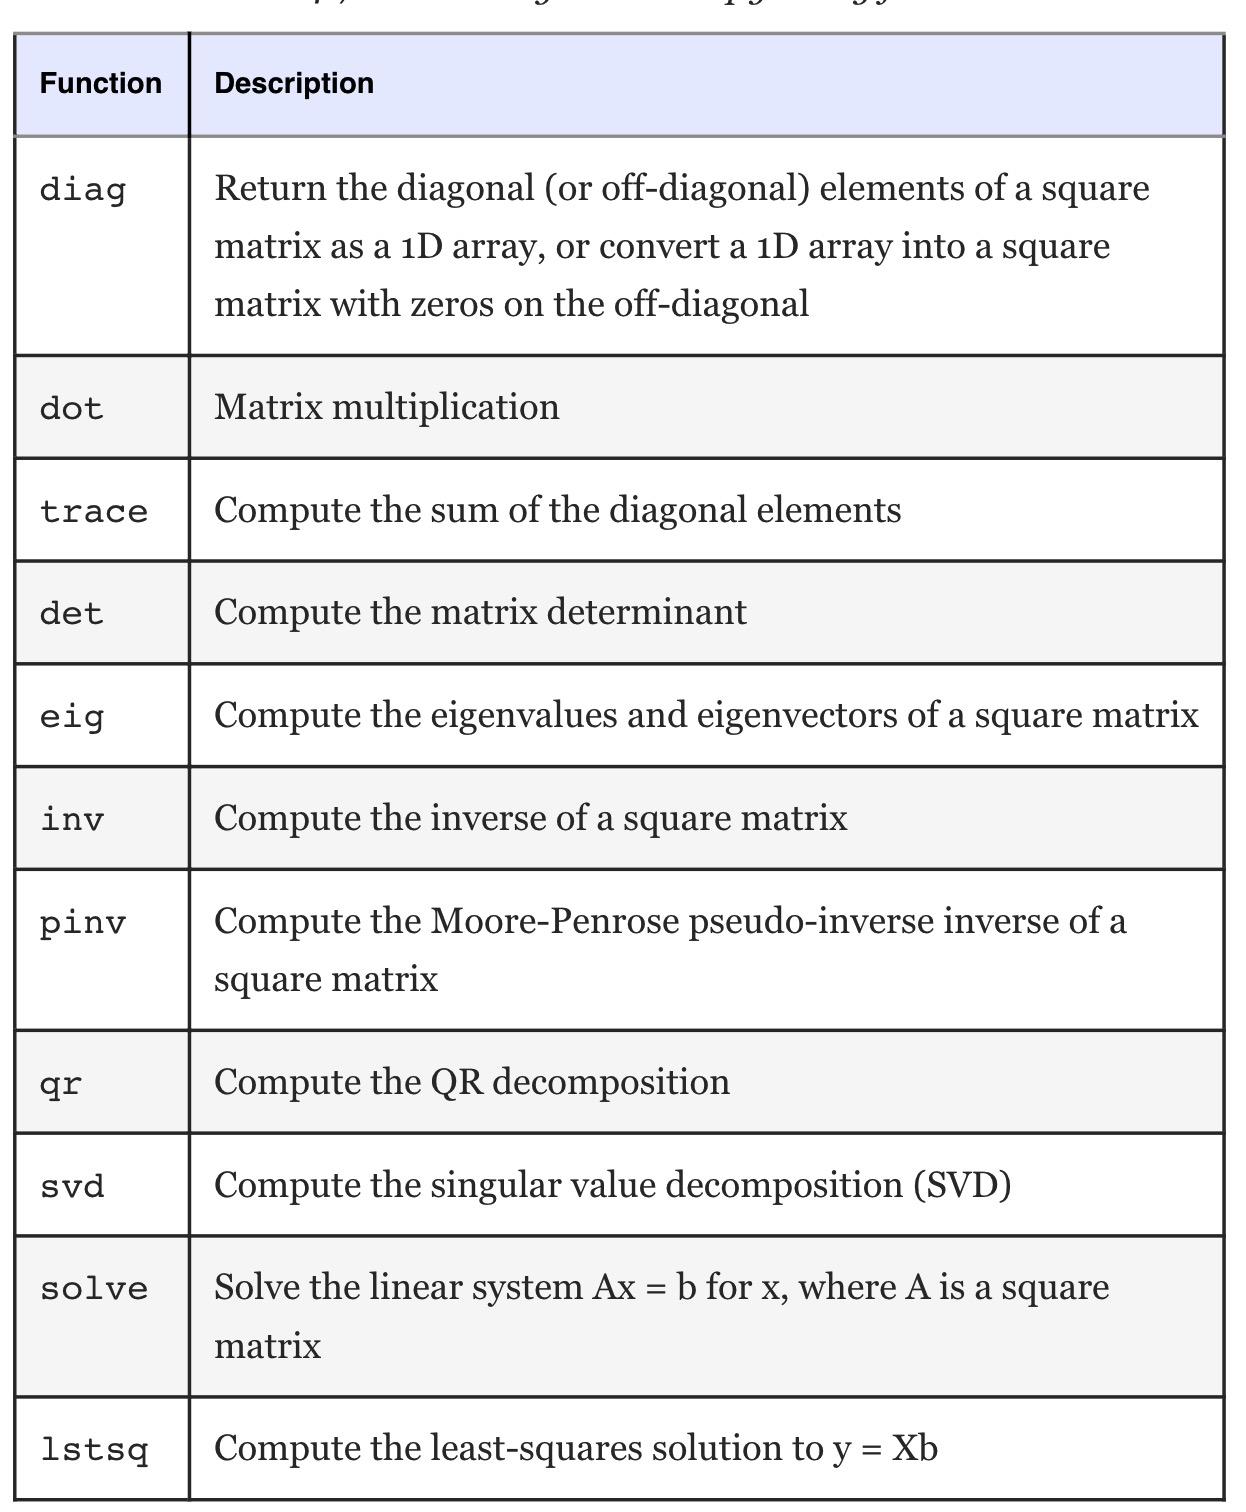 Function Description
diag Return the diagonal (or off-diagonal) elements of a square
matrix as a 1D array, or convert a 1D array into a square
matrix with zeros on the off-diagonal
dot Matrix multiplication
trace Compute the sum of the diagonal elements
det Compute the matrix determinant
eig Compute the eigenvalues and eigenvectors of a square matrix
inv Compute the inverse of a square matrix
pinv Compute the Moore-Penrose pseudo-inverse inverse of a
square matrix
qr Compute the QR decomposition
svd Compute the singular value decomposition (SVD)
solve Solve the linear system Ax = b for x, where A is a square
matrix
lstsq Compute the least-squares solution to y = Xb